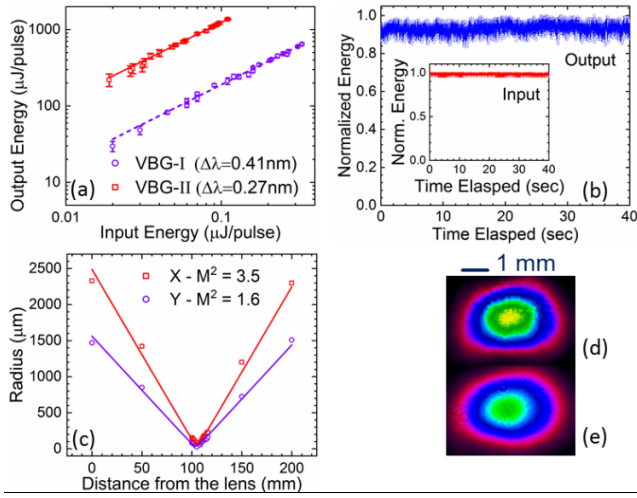 1000
100
10
0.01
0.1
Output Energy (μJ/pulse)
Input Energy (μJ/pulse)
(a)
VBG-I (Δλ=0.41nm)
VBG-II (Δλ=0.27nm)
1.0
0.8
0.6
0.4
0.2
0.0
0 10 20 30 40
Normalized Energy
Time Elasped (sec)
Output
(b)
1.0
0.5
0.0
0 10 20 30 40
Norm. Energy
Time Elasped (sec)
Input
2500
2000
1500
1000
500
0
0 50 100 150 200
Radius (μm)
Distance from the lens (mm)
X - M² = 3.5
Y - M² = 1.6
(c)
1 mm
(d)
(e)